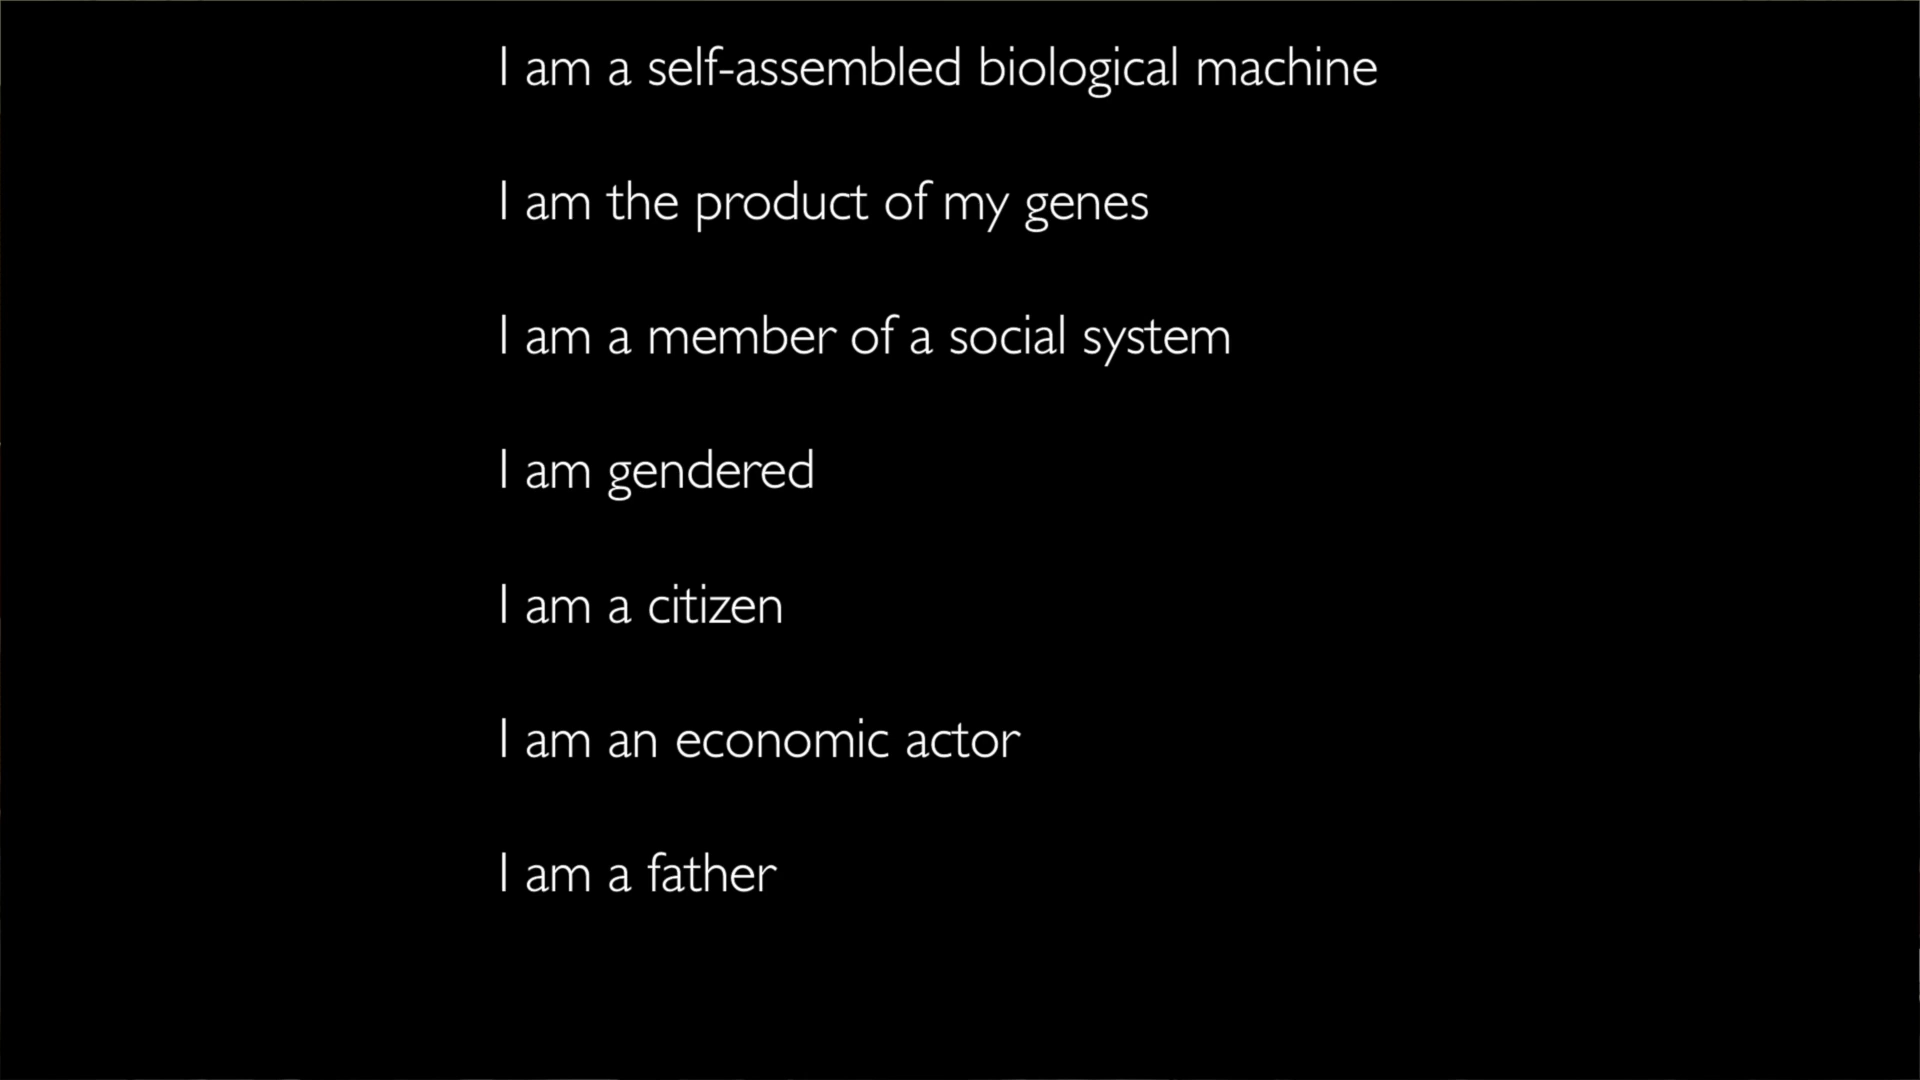 I am a self-assembled biological machine
I am the product of my genes
I am a member of a social system
I am gendered
I am a citizen
I am an economic actor
I am a father